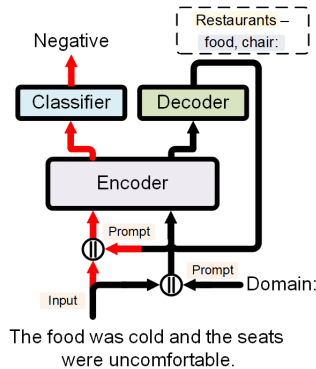 Restaurants –
food, chair:
Negative
Classifier
Decoder
Encoder
Prompt
||
Prompt
||
Domain:
Input
The food was cold and the seats
were uncomfortable.